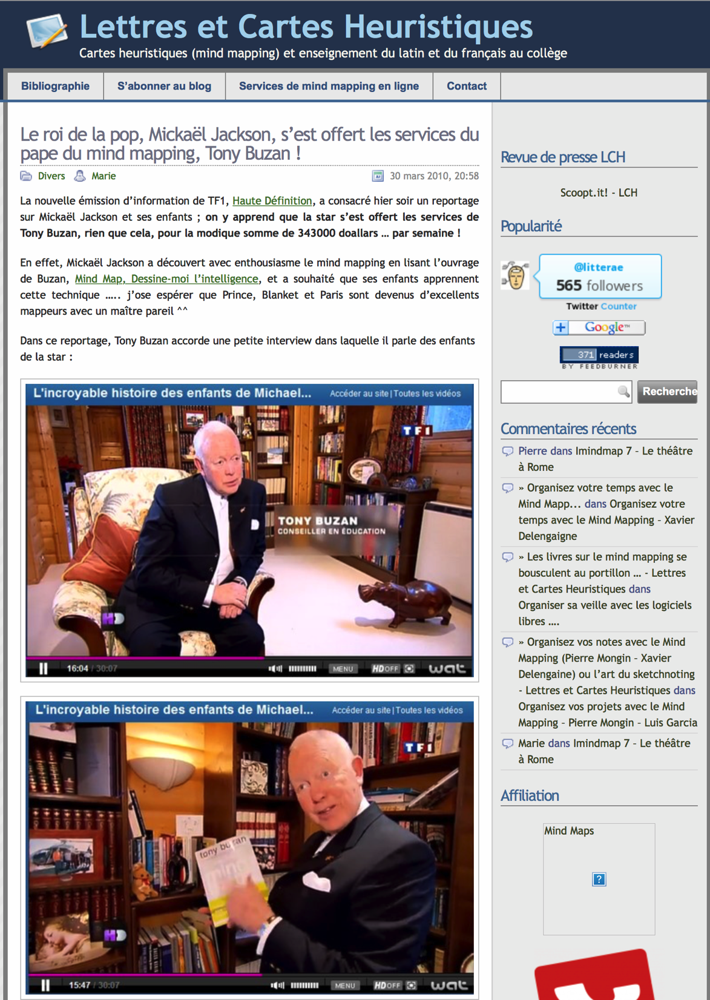 Lettres et Cartes Heuristiques
Cartes heuristiques (mind mapping) et enseignement du latin et du français au collège
Bibliographie
S’abonner au blog
Services de mind mapping en ligne
Contact
Le roi de la pop, Mickaël Jackson, s’est offert les services du
pape du mind mapping, Tony Buzan !
Divers
Marie
30 mars 2010, 20:58
La nouvelle émission d’information de TF1, Haute Définition, a consacré hier soir un reportage
sur Mickaël Jackson et ses enfants ; on y apprend que la star s’est offert les services de
Tony Buzan, rien que cela, pour la modique somme de 343000 doallars … par semaine !
En effet, Mickaël Jackson a découvert avec enthousiasme le mind mapping en lisant l’ouvrage
de Buzan, Mind Map, Dessine-moi l’intelligence, et a souhaité que ses enfants apprennent
cette technique ….. j’ose espérer que Prince, Blanket et Paris sont devenus d’excellents
mappeurs avec un maître pareil ^^
Dans ce reportage, Tony Buzan accorde une petite interview dans laquelle il parle des enfants
de la star :
L'incroyable histoire des enfants de Michael...
Accéder au site | Toutes les vidéos
TF1
TONY BUZAN
CONSEILLER EN ÉDUCATION
HD
16:04 / 30:07
MENU
HD OFF
wat
L'incroyable histoire des enfants de Michael...
Accéder au site | Toutes les vidéos
TF1
tony buzan
HD
15:47 / 30:07
MENU
HD OFF
wat
Revue de presse LCH
Scoopt.it! - LCH
Popularité
@litterae
565 followers
Twitter Counter
+ Google™
371 readers
BY FEEDBURNER
Recherche
Commentaires récents
Pierre dans Imindmap 7 – Le théâtre
à Rome
» Organisez votre temps avec le
Mind Mapp... dans Organisez votre
temps avec le Mind Mapping – Xavier
Delengaigne
» Les livres sur le mind mapping se
bousculent au portillon … - Lettres
et Cartes Heuristiques dans
Organiser sa veille avec les logiciels
libres ….
» Organisez vos notes avec le Mind
Mapping (Pierre Mongin – Xavier
Delengaine) ou l’art du sketchnoting
- Lettres et Cartes Heuristiques dans
Organisez vos projets avec le Mind
Mapping – Pierre Mongin – Luis Garcia
Marie dans Imindmap 7 – Le théâtre
à Rome
Affiliation
Mind Maps